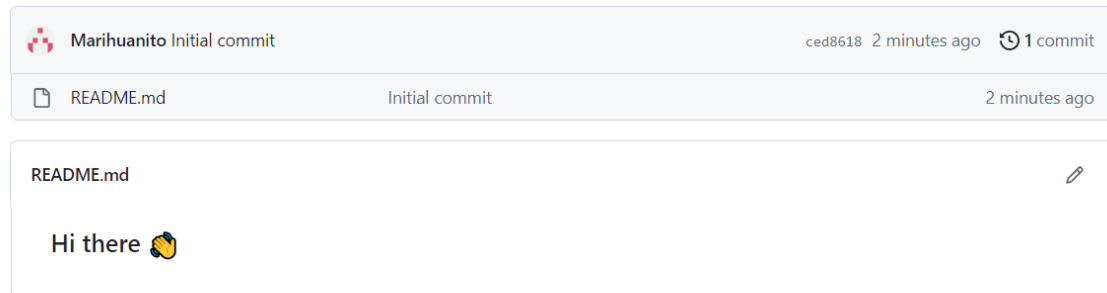 Marihuanito Initial commit ced8618 2 minutes ago 1 commit
README.md Initial commit 2 minutes ago
README.md
Hi there 👋